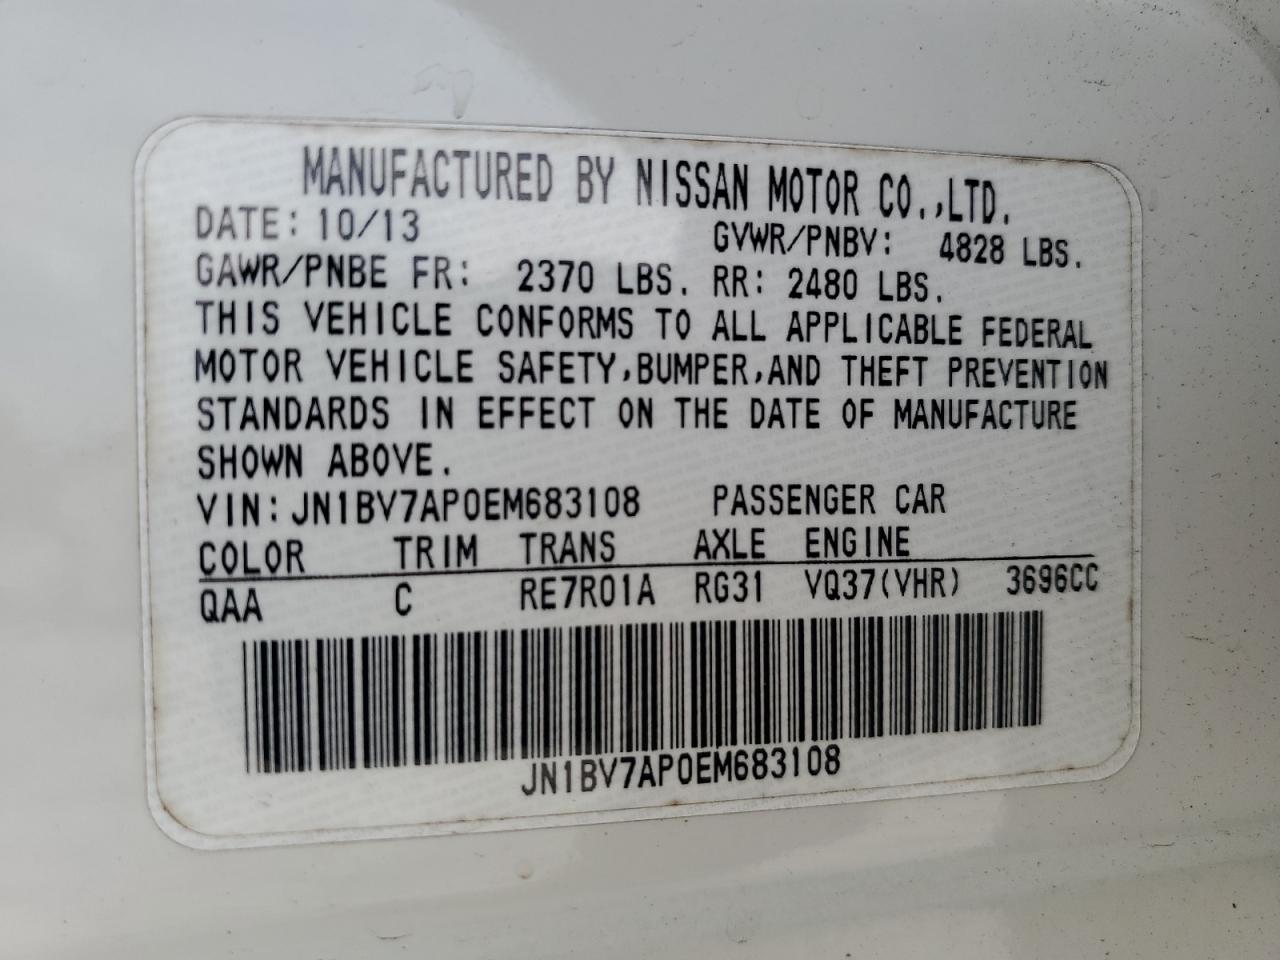 MANUFACTURED BY NISSAN MOTOR CO.,LTD.
DATE: 10/13 GVWR/PNBV: 4828 LBS.
GAWR/PNBE FR: 2370 LBS. RR: 2480 LBS.
THIS VEHICLE CONFORMS TO ALL APPLICABLE FEDERAL
MOTOR VEHICLE SAFETY,BUMPER,AND THEFT PREVENTION
STANDARDS IN EFFECT ON THE DATE OF MANUFACTURE
SHOWN ABOVE.
VIN: JN1BV7AP0EM683108 PASSENGER CAR
COLOR TRIM TRANS AXLE ENGINE
QAA C RE7R01A RG31 VQ37(VHR) 3696CC
JN1BV7AP0EM683108